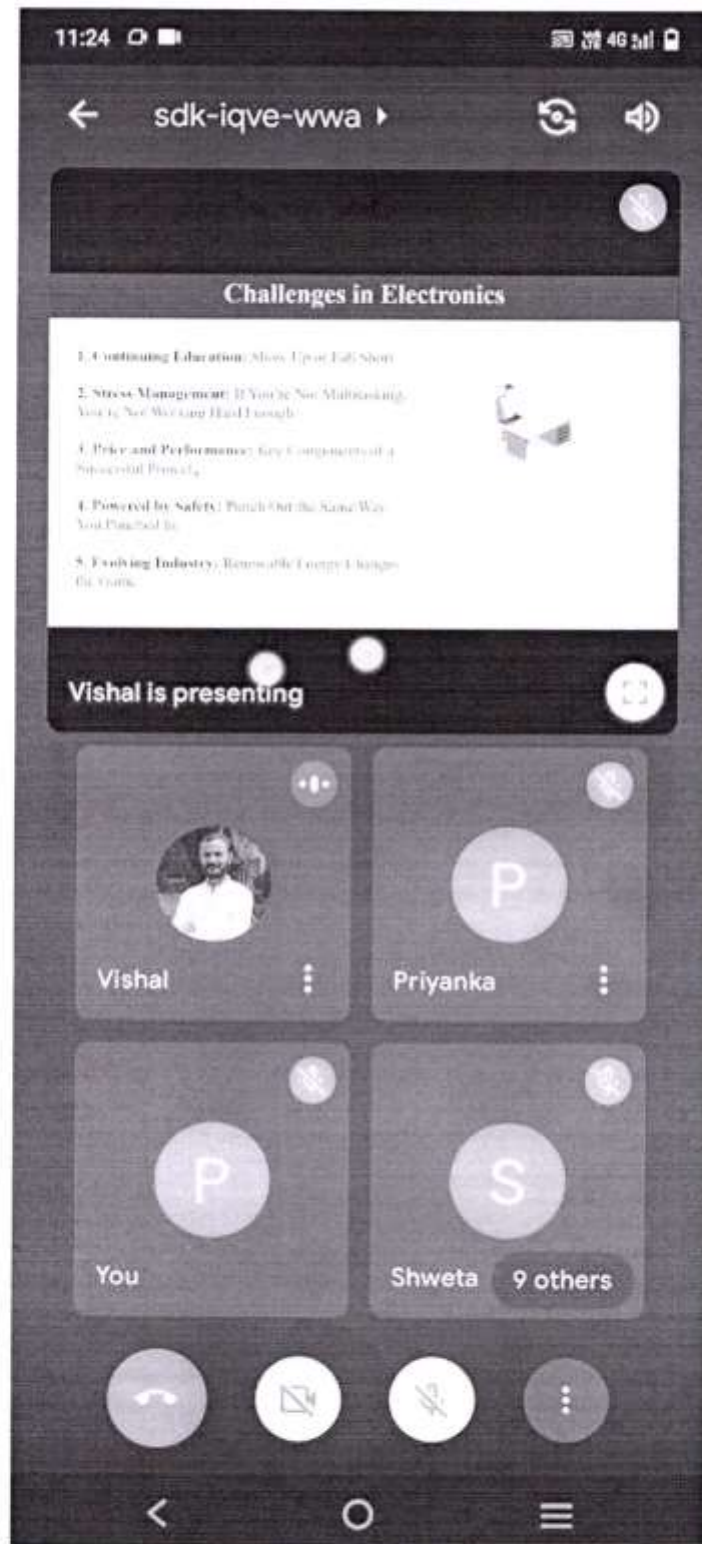 11:24 4G
sdk-iqve-wwa
Challenges in Electronics
1. Continuing Education: Show Up or Fall Short
2. Stress Management: If You're Not Multitasking,
You're Not Working Hard Enough
3. Price and Performance: Key Components of a
Successful Project
4. Powered by Safety: Punch Out the Same Way
You Punched In
5. Evolving Industry: Renewable Energy Changes
the Game
Vishal is presenting
Vishal
P
Priyanka
P
You
S
Shweta
9 others